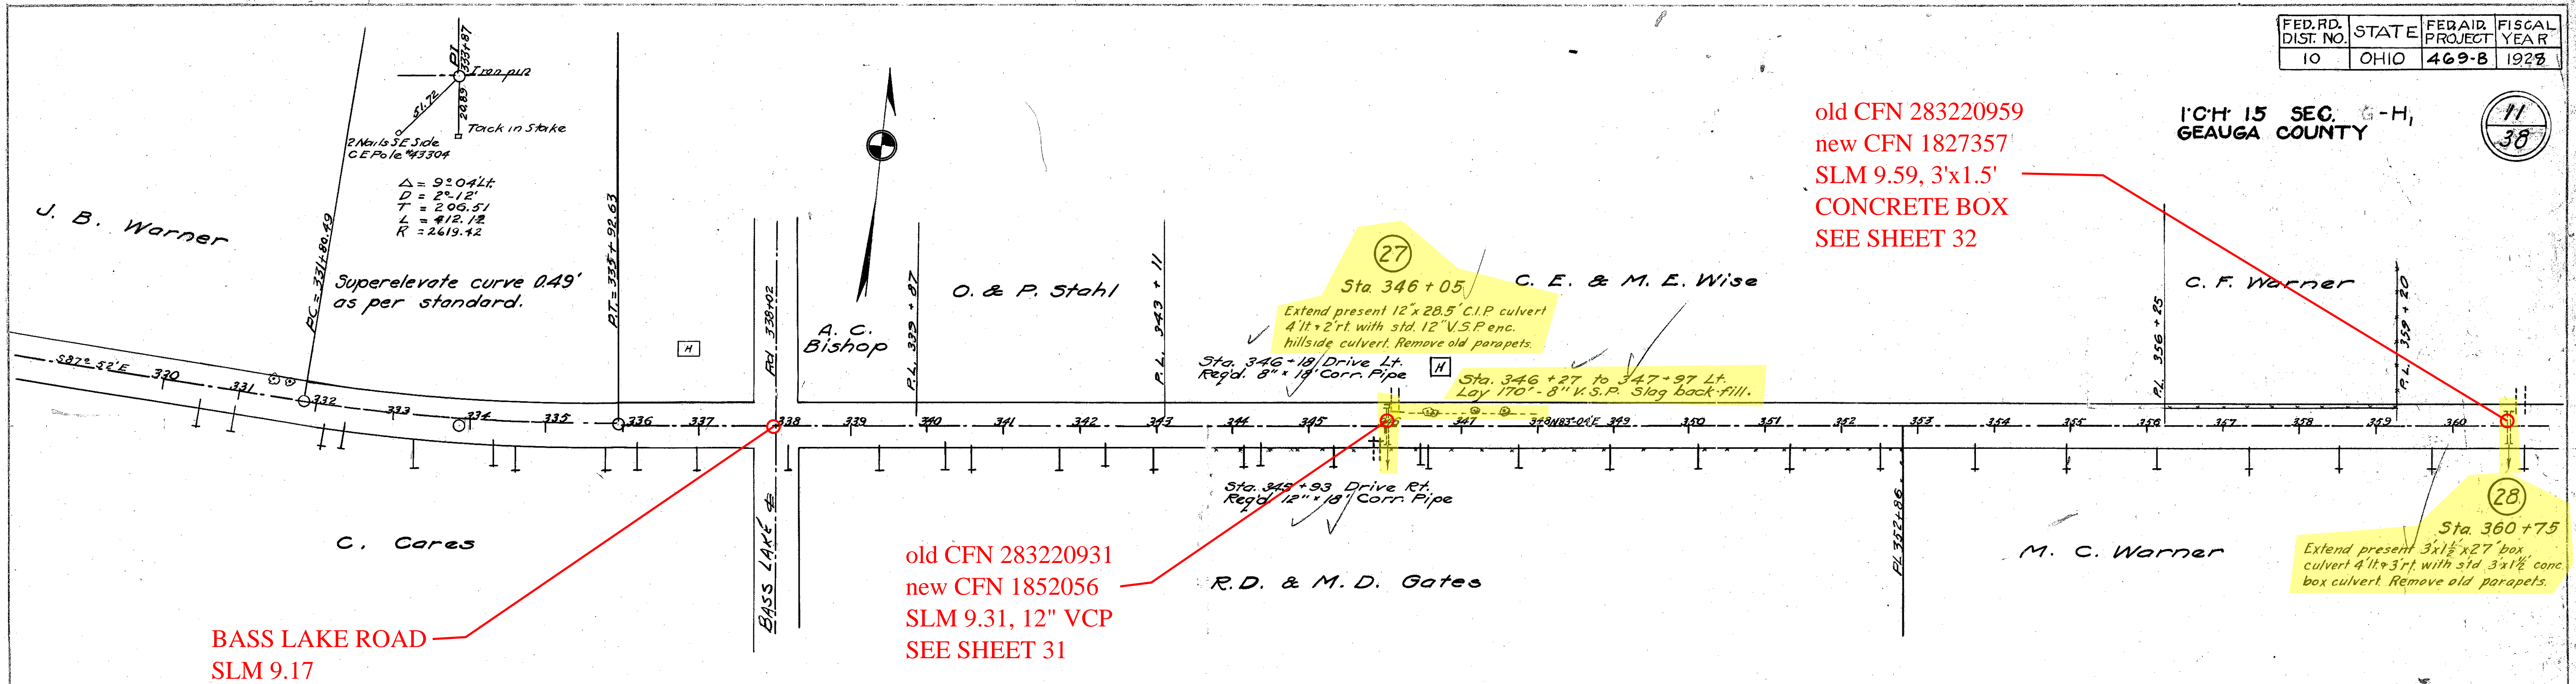 FED. RD. DIST. NO. STATE FED. AID. PROJECT FISCAL YEAR
10 OHIO 469-B 1928
I.C.H. 15 SEC. G-H,
GEAUGA COUNTY
11
38
PI
333+87
Iron pin
51.72
20.89
Tack in Stake
2 Nails SE Side
C E Pole #43304
Δ = 9° 04' Lt.
D = 2°-12'
T = 206.51
L = 412.12
R = 2619.42
Superelevate curve 0.49'
as per standard.
J. B. Warner
P.C. = 331+80.49
P.T. = 335+92.63
Rd. 338+02
A. C.
Bishop
P.L. 339 + 87
O. & P. Stahl
P.L. 343 + 11
27
Sta. 346 + 05
Extend present 12" x 28.5' C.I.P. culvert
4' lt. & 2' rt. with std. 12" V.S.P. enc.
hillside culvert. Remove old parapets.
C. E. & M. E. Wise
Sta. 346 + 18 Drive Lt.
Req'd. 8" x 18' Corr. Pipe
H
H
Sta. 346 + 27 to 347 + 97 Lt.
Lay 170' - 8" V.S.P. Slag back-fill.
old CFN 283220959
new CFN 1827357
SLM 9.59, 3'x1.5'
CONCRETE BOX
SEE SHEET 32
P.L. 356 + 25
C. F. Warner
P.L. 359 + 20
S87° 52'E 330 331 332 333 334 335 336 337 338 339 340 341 342 343 344 345 346 347 348 N83°-04'E 349 350 351 352 353 354 355 356 357 358 359 360
Sta. 345 + 93 Drive Rt.
Req'd 12" x 18' Corr. Pipe
C. Cares
BASS LAKE
old CFN 283220931
new CFN 1852056
SLM 9.31, 12" VCP
SEE SHEET 31
R. D. & M. D. Gates
P.L. 352+86
M. C. Warner
28
Sta. 360 + 75
Extend present 3'x1½'x27' box
culvert 4' lt. & 3' rt. with std. 3'x1½' conc.
box culvert. Remove old parapets.
BASS LAKE ROAD
SLM 9.17